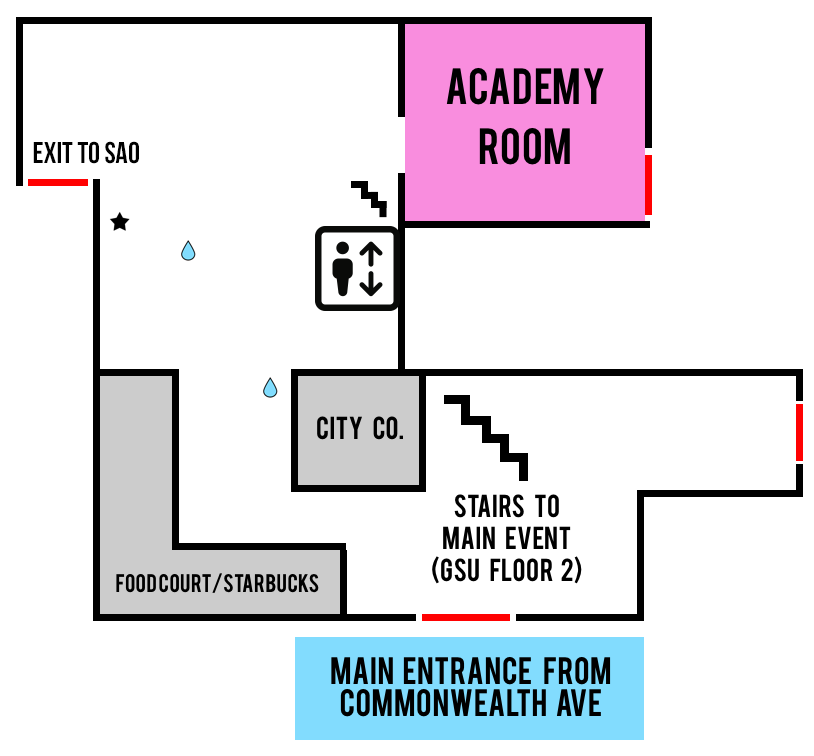 ACADEMY
ROOM
EXIT TO SAO
CITY CO.
STAIRS TO
MAIN EVENT
(GSU FLOOR 2)
FOODCOURT/STARBUCKS
MAIN ENTRANCE FROM
COMMONWEALTH AVE